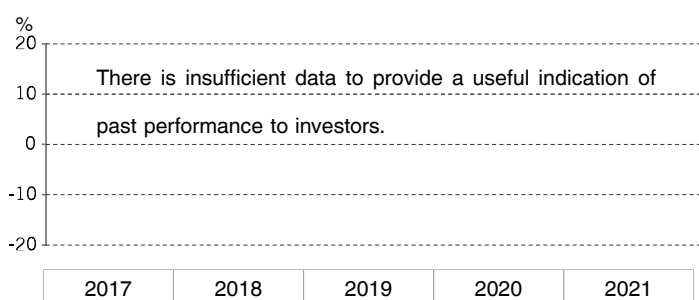 %
20
There is insufficient data to provide a useful indication of
10
past performance to investors.
0
-10
-20
2017 2018 2019 2020 2021